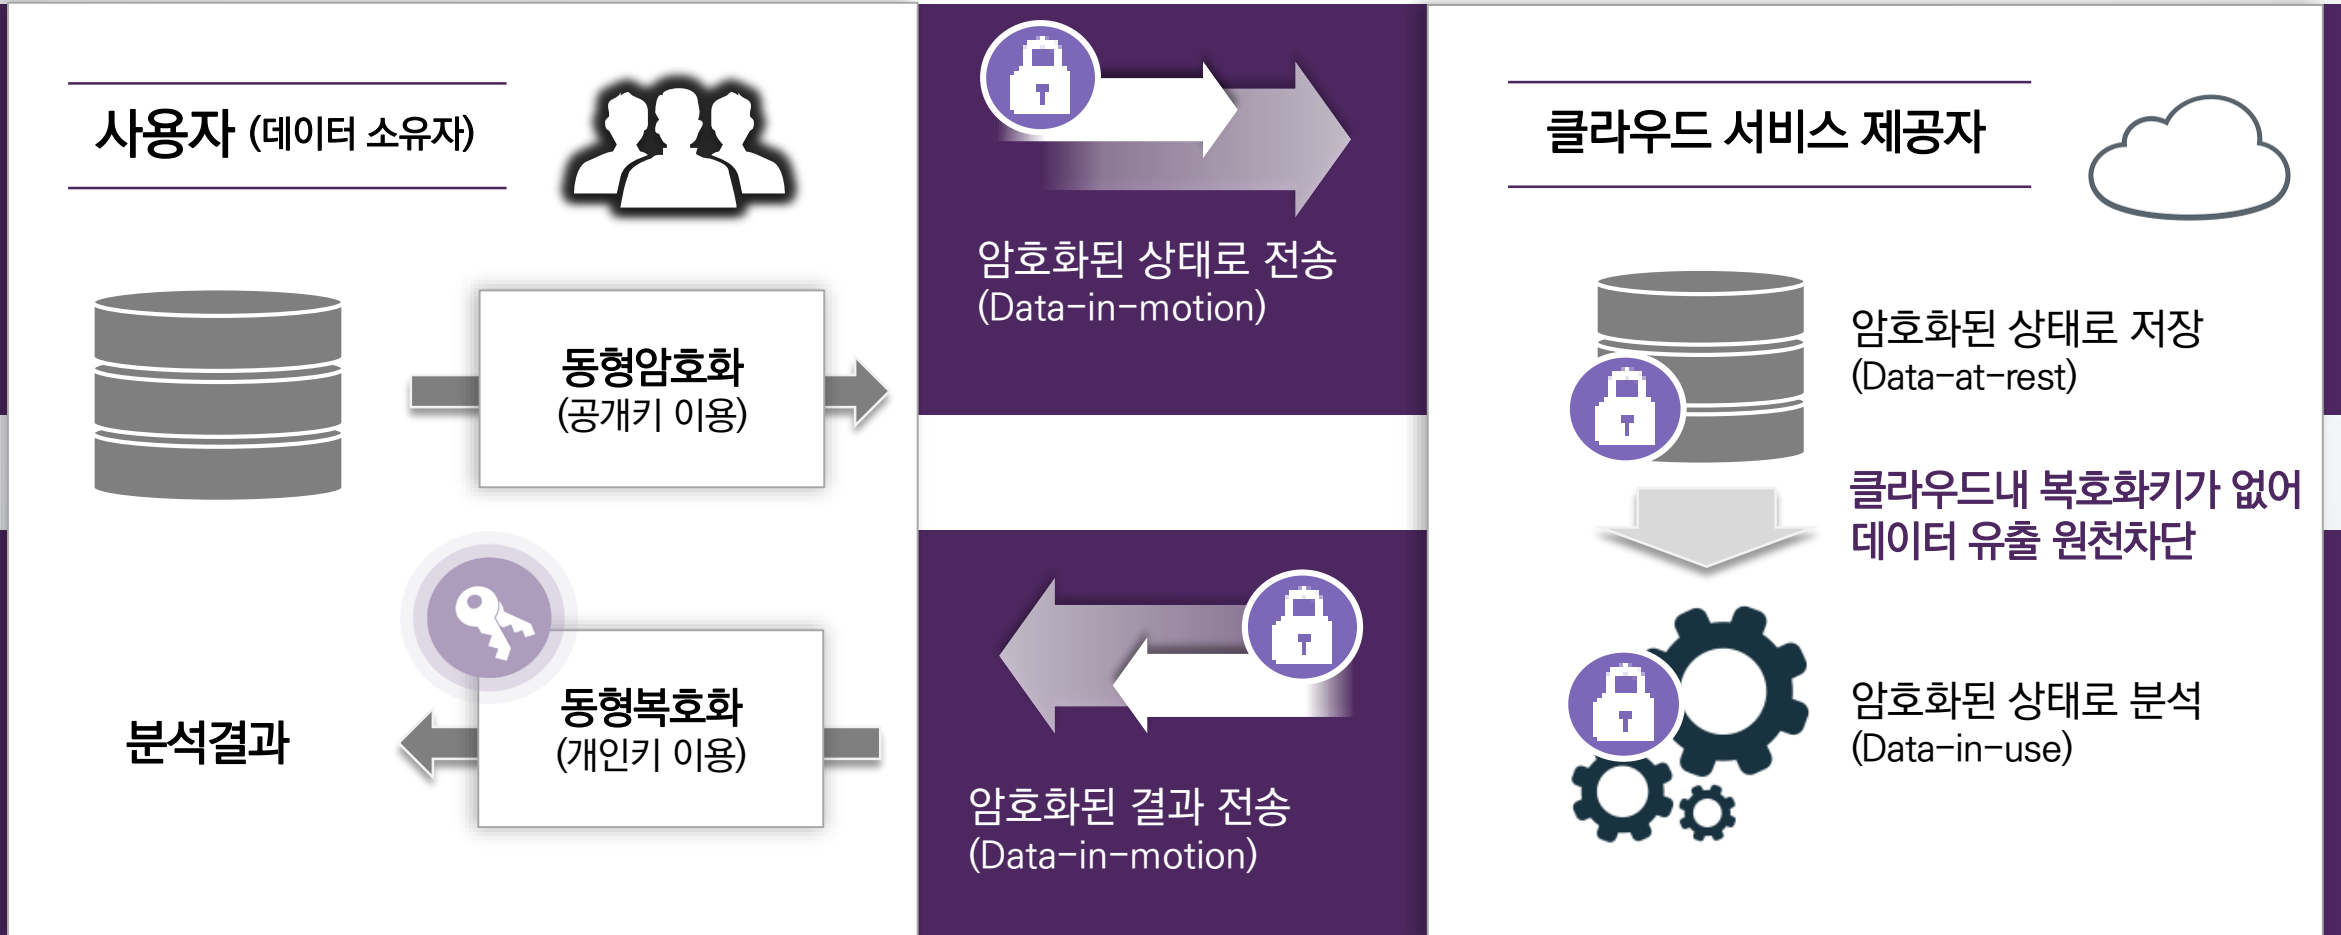 사용자 (데이터 소유자)
동형암호화
(공개키 이용)
동형복호화
(개인키 이용)
분석결과
암호화된 상태로 전송
(Data-in-motion)
암호화된 결과 전송
(Data-in-motion)
클라우드 서비스 제공자
암호화된 상태로 저장
(Data-at-rest)
클라우드내 복호화키가 없어
데이터 유출 원천차단
암호화된 상태로 분석
(Data-in-use)